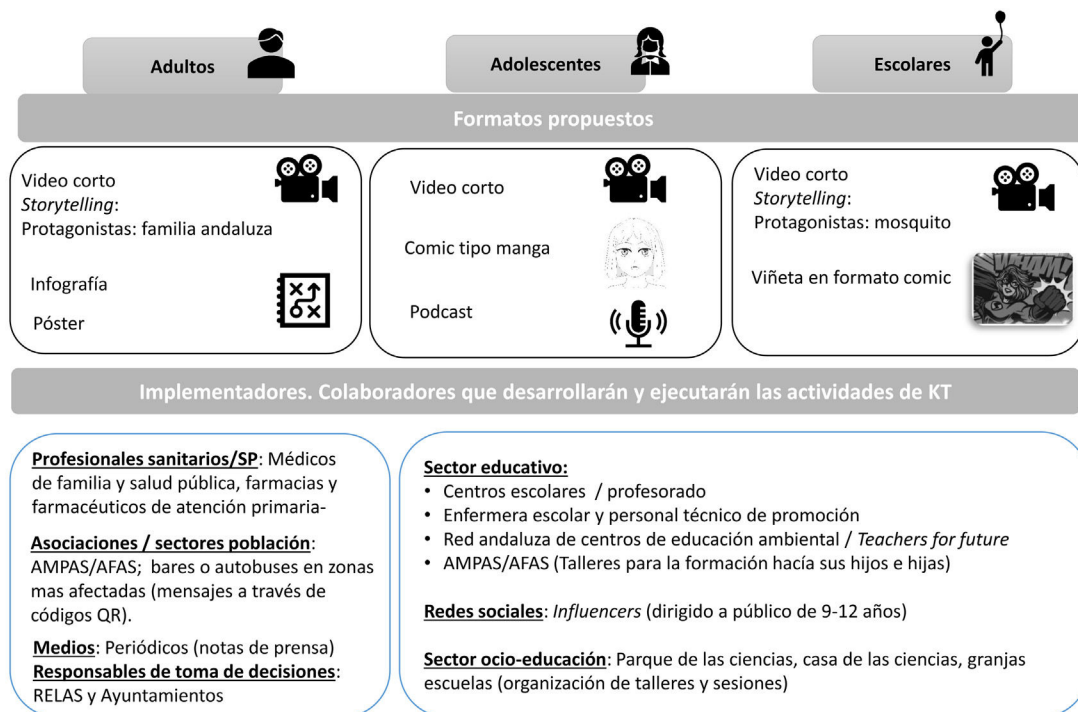 Adultos
Adolescentes
Escolares
Formatos propuestos
Video corto
Storytelling:
Protagonistas: familia andaluza
Infografía
Póster
Video corto
Comic tipo manga
Podcast
Video corto
Storytelling:
Protagonistas: mosquito
Viñeta en formato comic
WHAM!
Implementadores. Colaboradores que desarrollarán y ejecutarán las actividades de KT
Profesionales sanitarios/SP: Médicos
de familia y salud pública, farmacias y
farmacéuticos de atención primaria-
Asociaciones / sectores población:
AMPAS/AFAS; bares o autobuses en zonas
mas afectadas (mensajes a través de
códigos QR).
Medios: Periódicos (notas de prensa)
Responsables de toma de decisiones:
RELAS y Ayuntamientos
Sector educativo:
• Centros escolares / profesorado
• Enfermera escolar y personal técnico de promoción
• Red andaluza de centros de educación ambiental / Teachers for future
• AMPAS/AFAS (Talleres para la formación hacía sus hijos e hijas)
Redes sociales: Influencers (dirigido a público de 9-12 años)
Sector ocio-educación: Parque de las ciencias, casa de las ciencias, granjas
escuelas (organización de talleres y sesiones)